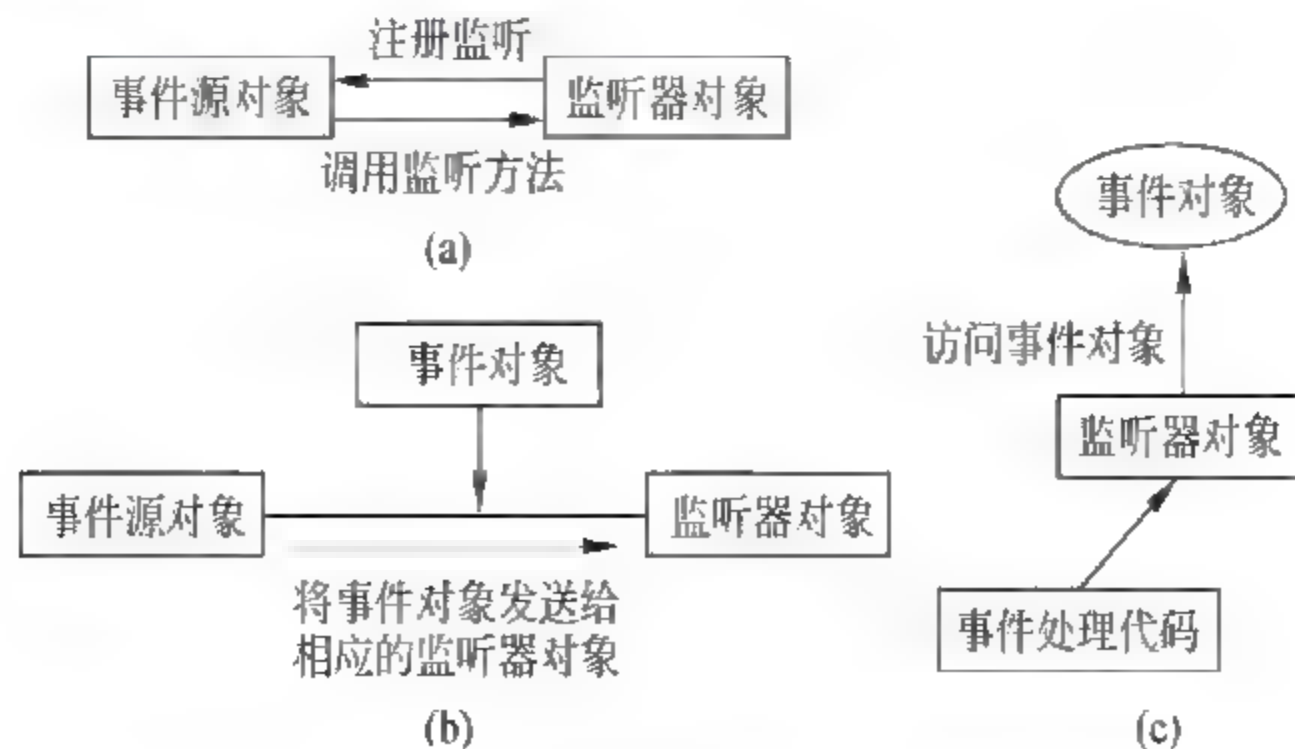 注册监听
事件源对象
监听器对象
调用监听方法
(a)
事件对象
事件源对象
监听器对象
将事件对象发送给
相应的监听器对象
(b)
事件对象
访问事件对象
监听器对象
事件处理代码
(c)